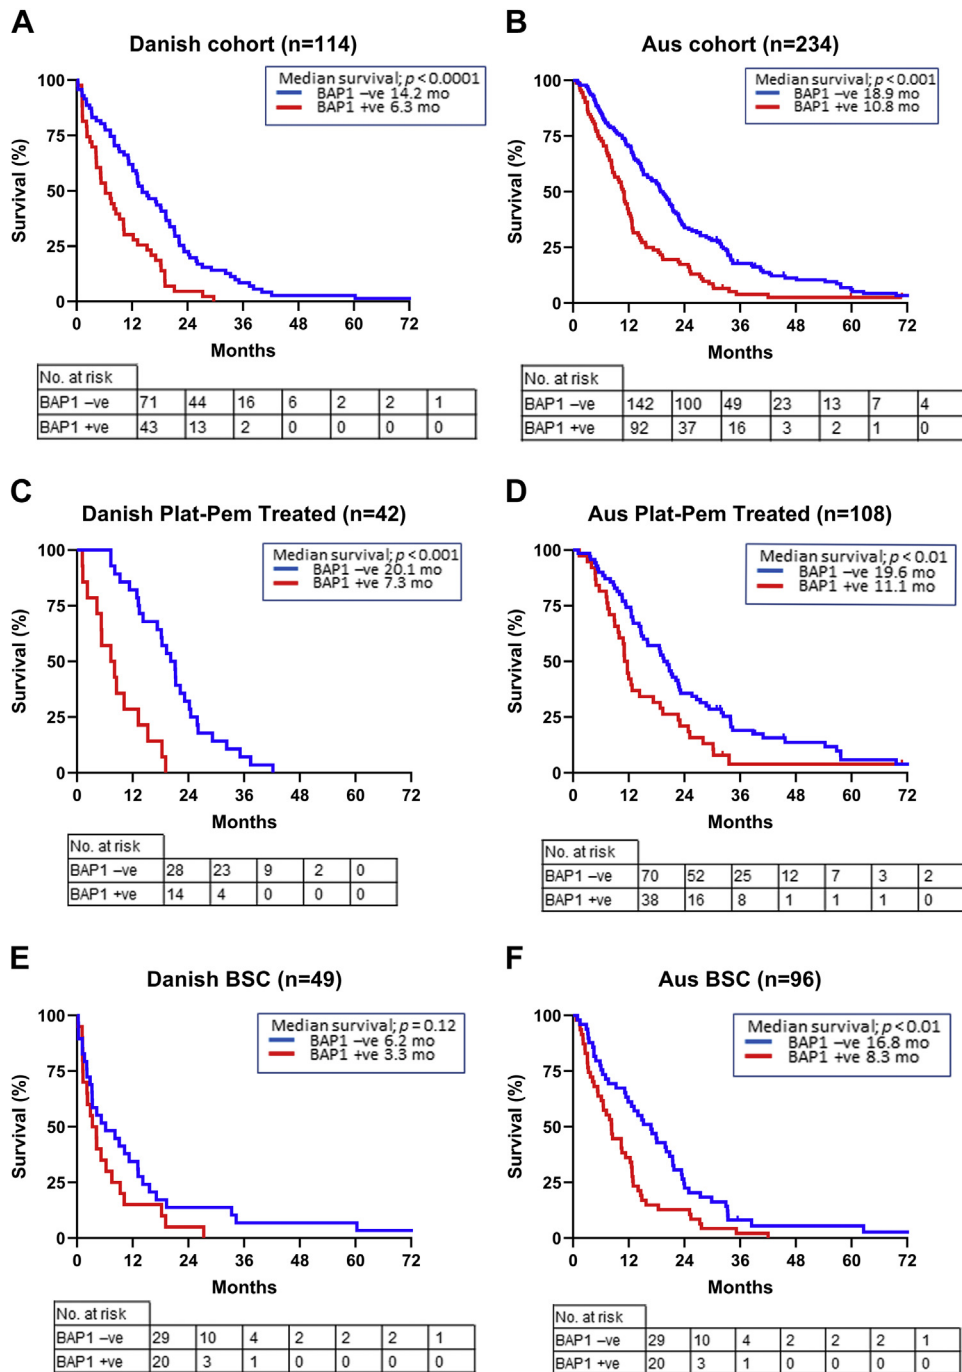 A
Danish cohort (n=114)
Median survival; p<0.0001
BAP1 –ve 14.2 mo
BAP1 +ve 6.3 mo
Survival (%)
100
75
50
25
0
0 12 24 36 48 60 72
Months
No. at risk
BAP1 –ve 71 44 16 6 2 2 1
BAP1 +ve 43 13 2 0 0 0 0
B
Aus cohort (n=234)
Median survival; p<0.001
BAP1 –ve 18.9 mo
BAP1 +ve 10.8 mo
Survival (%)
100
75
50
25
0
0 12 24 36 48 60 72
Months
No. at risk
BAP1 –ve 142 100 49 23 13 7 4
BAP1 +ve 92 37 16 3 2 1 0
C
Danish Plat-Pem Treated (n=42)
Median survival; p<0.001
BAP1 –ve 20.1 mo
BAP1 +ve 7.3 mo
Survival (%)
100
75
50
25
0
0 12 24 36 48 60 72
Months
No. at risk
BAP1 –ve 28 23 9 2 0
BAP1 +ve 14 4 0 0 0
D
Aus Plat-Pem Treated (n=108)
Median survival; p<0.01
BAP1 –ve 19.6 mo
BAP1 +ve 11.1 mo
Survival (%)
100
75
50
25
0
0 12 24 36 48 60 72
Months
No. at risk
BAP1 –ve 70 52 25 12 7 3 2
BAP1 +ve 38 16 8 1 1 1 0
E
Danish BSC (n=49)
Median survival; p=0.12
BAP1 –ve 6.2 mo
BAP1 +ve 3.3 mo
Survival (%)
100
75
50
25
0
0 12 24 36 48 60 72
Months
No. at risk
BAP1 –ve 29 10 4 2 2 2 1
BAP1 +ve 20 3 1 0 0 0 0
F
Aus BSC (n=96)
Median survival; p<0.01
BAP1 –ve 16.8 mo
BAP1 +ve 8.3 mo
Survival (%)
100
75
50
25
0
0 12 24 36 48 60 72
Months
No. at risk
BAP1 –ve 29 10 4 2 2 2 1
BAP1 +ve 20 3 1 0 0 0 0